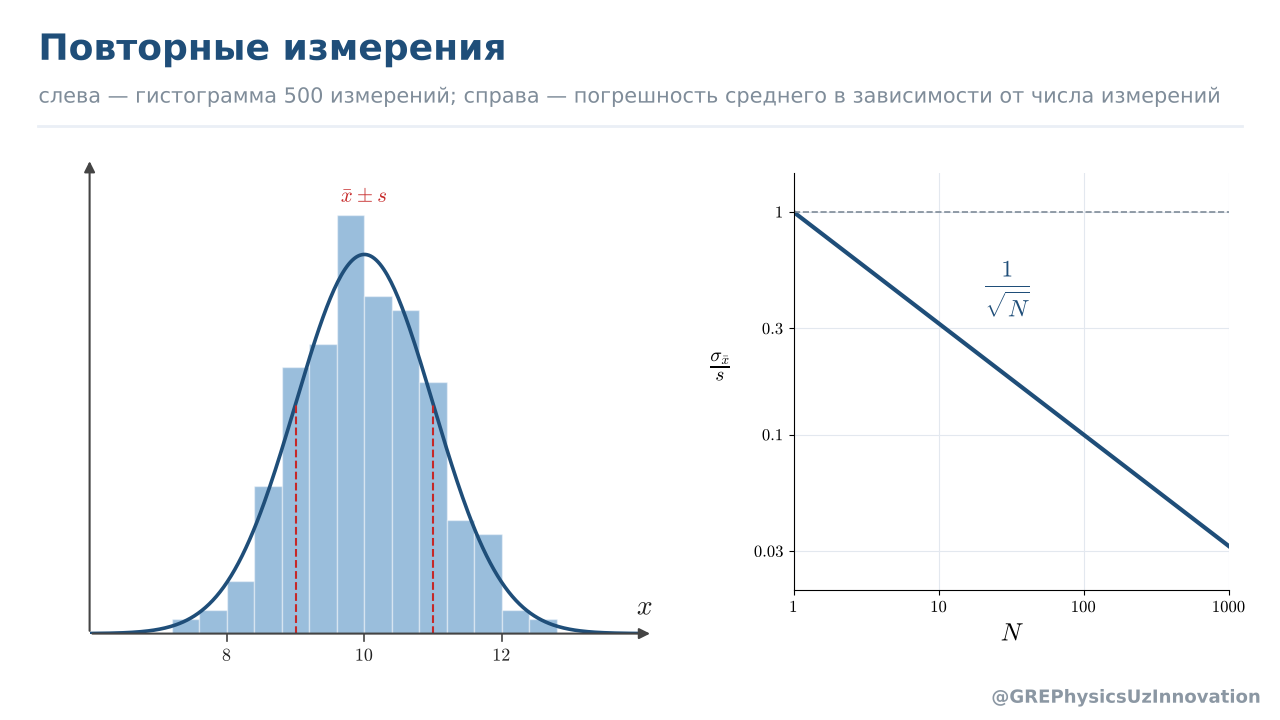 Повторные измерения
слева — гистограмма 500 измерений; справа — погрешность среднего в зависимости от числа измерений
x̄ ± s
x
8 10 12
σ_x̄ / s
1
0.3
0.1
0.03
1 / √N
1 10 100 1000
N
@GREPhysicsUzInnovation